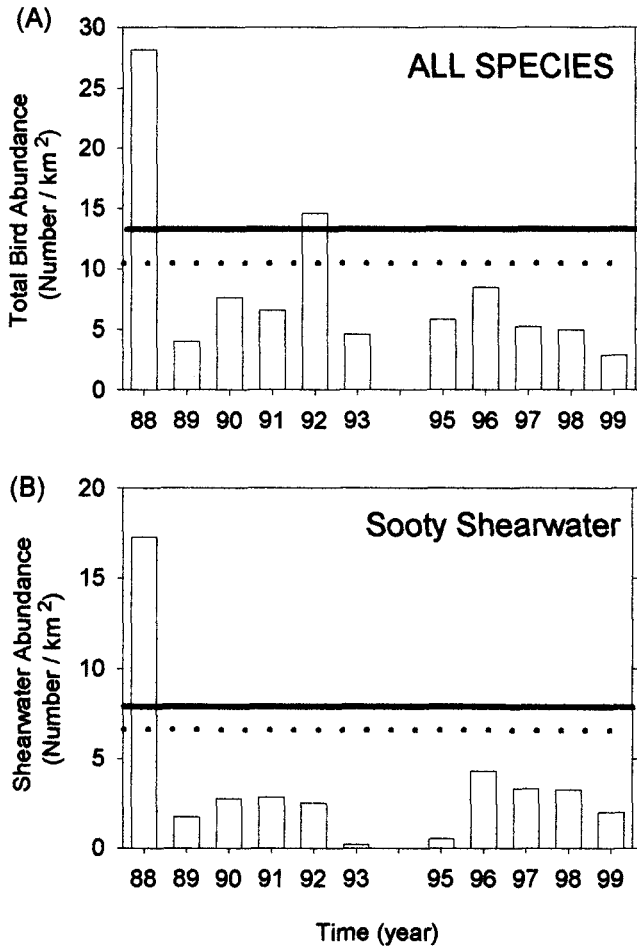 (A)
ALL SPECIES
Total Bird Abundance
(Number / km²)
30
25
20
15
10
5
0
88 89 90 91 92 93 95 96 97 98 99
(B)
Sooty Shearwater
Shearwater Abundance
(Number / km²)
20
15
10
5
0
88 89 90 91 92 93 95 96 97 98 99
Time (year)